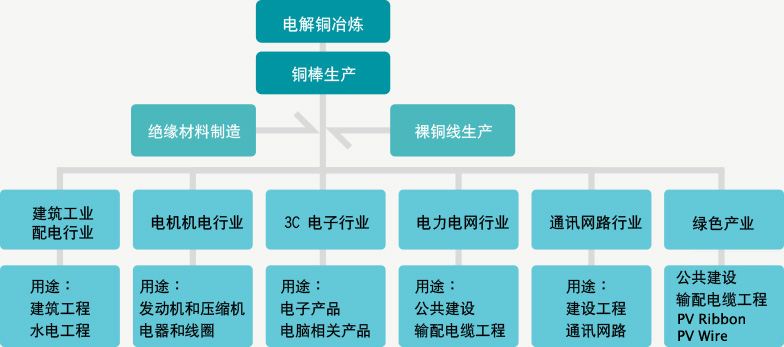 电解铜冶炼
铜棒生产
绝缘材料制造
裸铜线生产
建筑工业
配电行业
电机机电行业
3C 电子行业
电力电网行业
通讯网路行业
绿色产业
用途：
建筑工程
水电工程
用途：
发动机和压缩机
电器和线圈
用途：
电子产品
电脑相关产品
用途：
公共建设
输配电缆工程
用途：
建设工程
通讯网路
公共建设
输配电缆工程
PV Ribbon
PV Wire